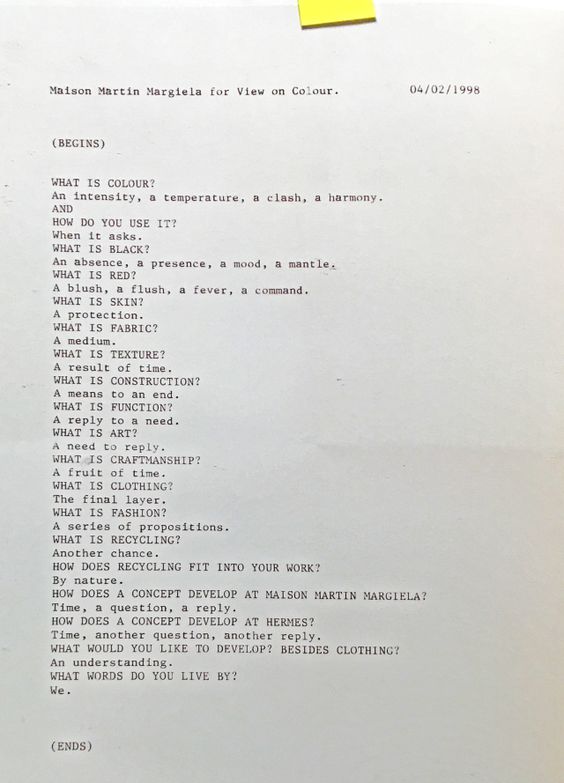 Maison Martin Margiela for View on Colour. 04/02/1998
(BEGINS)
WHAT IS COLOUR?
An intensity, a temperature, a clash, a harmony.
AND
HOW DO YOU USE IT?
When it asks.
WHAT IS BLACK?
An absence, a presence, a mood, a mantle.
WHAT IS RED?
A blush, a flush, a fever, a command.
WHAT IS SKIN?
A protection.
WHAT IS FABRIC?
A medium.
WHAT IS TEXTURE?
A result of time.
WHAT IS CONSTRUCTION?
A means to an end.
WHAT IS FUNCTION?
A reply to a need.
WHAT IS ART?
A need to reply.
WHAT IS CRAFTMANSHIP?
A fruit of time.
WHAT IS CLOTHING?
The final layer.
WHAT IS FASHION?
A series of propositions.
WHAT IS RECYCLING?
Another chance.
HOW DOES RECYCLING FIT INTO YOUR WORK?
By nature.
HOW DOES A CONCEPT DEVELOP AT MAISON MARTIN MARGIELA?
Time, a question, a reply.
HOW DOES A CONCEPT DEVELOP AT HERMES?
Time, another question, another reply.
WHAT WOULD YOU LIKE TO DEVELOP? BESIDES CLOTHING?
An understanding.
WHAT WORDS DO YOU LIVE BY?
We.
(ENDS)